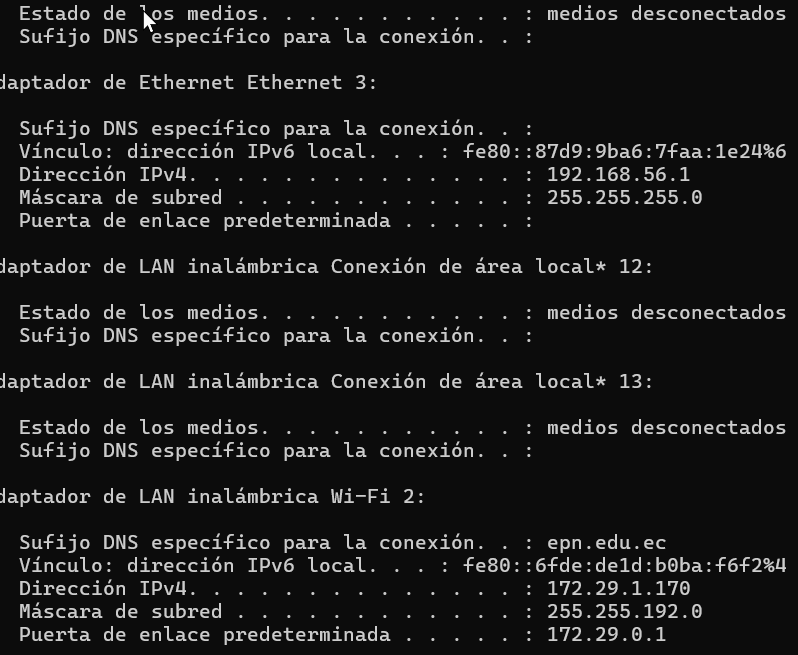 Estado de los medios. . . . . . . . . . . : medios desconectados
Sufijo DNS específico para la conexión. . :
daptador de Ethernet Ethernet 3:
Sufijo DNS específico para la conexión. . :
Vínculo: dirección IPv6 local. . . : fe80::87d9:9ba6:7faa:1e24%6
Dirección IPv4. . . . . . . . . . . . . . : 192.168.56.1
Máscara de subred . . . . . . . . . . . . : 255.255.255.0
Puerta de enlace predeterminada . . . . . :
daptador de LAN inalámbrica Conexión de área local* 12:
Estado de los medios. . . . . . . . . . . : medios desconectados
Sufijo DNS específico para la conexión. . :
daptador de LAN inalámbrica Conexión de área local* 13:
Estado de los medios. . . . . . . . . . . : medios desconectados
Sufijo DNS específico para la conexión. . :
daptador de LAN inalámbrica Wi-Fi 2:
Sufijo DNS específico para la conexión. . : epn.edu.ec
Vínculo: dirección IPv6 local. . . : fe80::6fde:de1d:b0ba:f6f2%4
Dirección IPv4. . . . . . . . . . . . . . : 172.29.1.170
Máscara de subred . . . . . . . . . . . . : 255.255.192.0
Puerta de enlace predeterminada . . . . . : 172.29.0.1